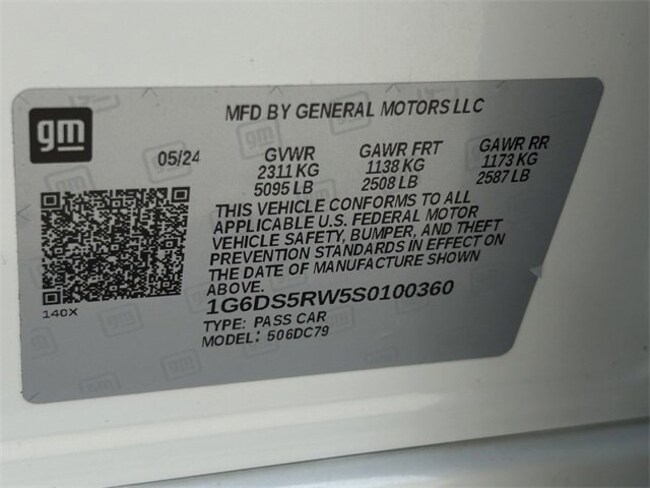 MFD BY GENERAL MOTORS LLC
gm
05/24
GVWR GAWR FRT GAWR RR
2311 KG 1138 KG 1173 KG
5095 LB 2508 LB 2587 LB
THIS VEHICLE CONFORMS TO ALL
APPLICABLE U.S. FEDERAL MOTOR
VEHICLE SAFETY, BUMPER, AND THEFT
PREVENTION STANDARDS IN EFFECT ON
THE DATE OF MANUFACTURE SHOWN
ABOVE.
1G6DS5RW5S0100360
140X
TYPE: PASS CAR
MODEL: 506DC79